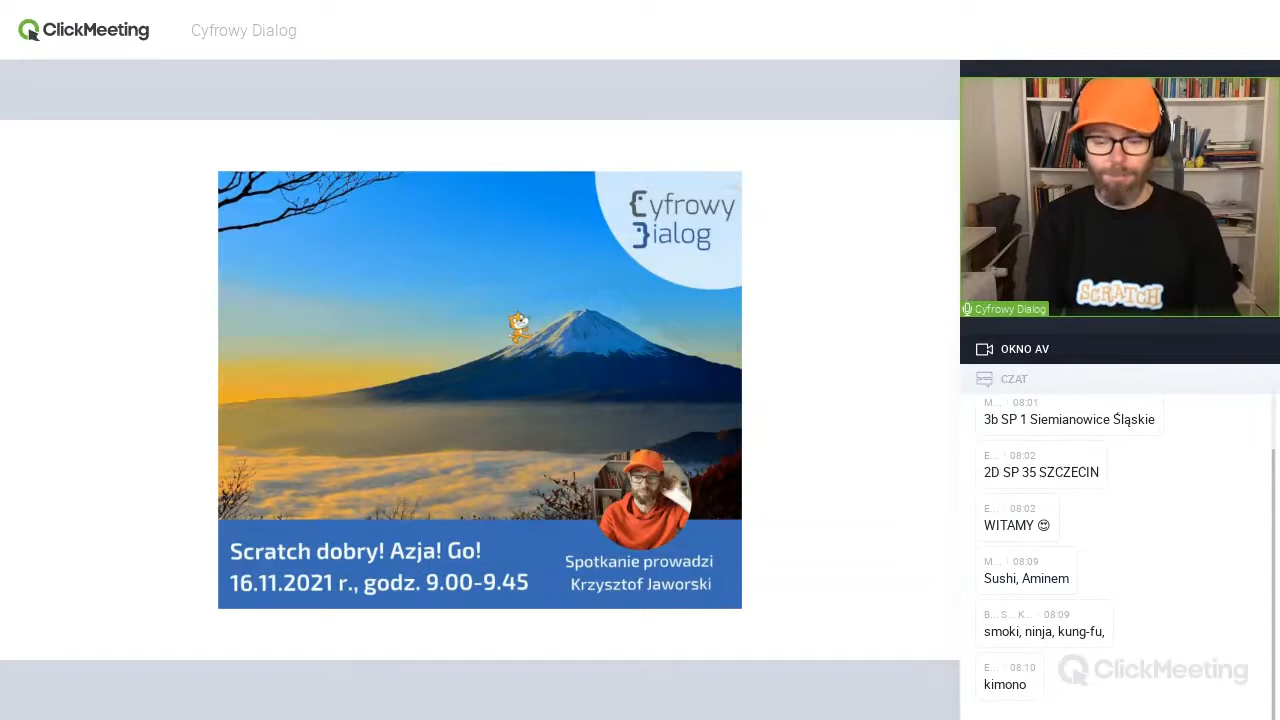 ClickMeeting
Cyfrowy Dialog
Cyfrowy
Dialog
Scratch dobry! Azja! Go!
16.11.2021 r., godz. 9.00-9.45
Spotkanie prowadzi
Krzysztof Jaworski
SCRATCH
Cyfrowy Dialog
OKNO AV
CZAT
M... 08:01
3b SP 1 Siemianowice Śląskie
E... 08:02
2D SP 35 SZCZECIN
E... 08:02
WITAMY 😍
M... 08:09
Sushi, Aminem
B... S... K... 08:09
smoki, ninja, kung-fu,
E... 08:10
kimono
ClickMeeting